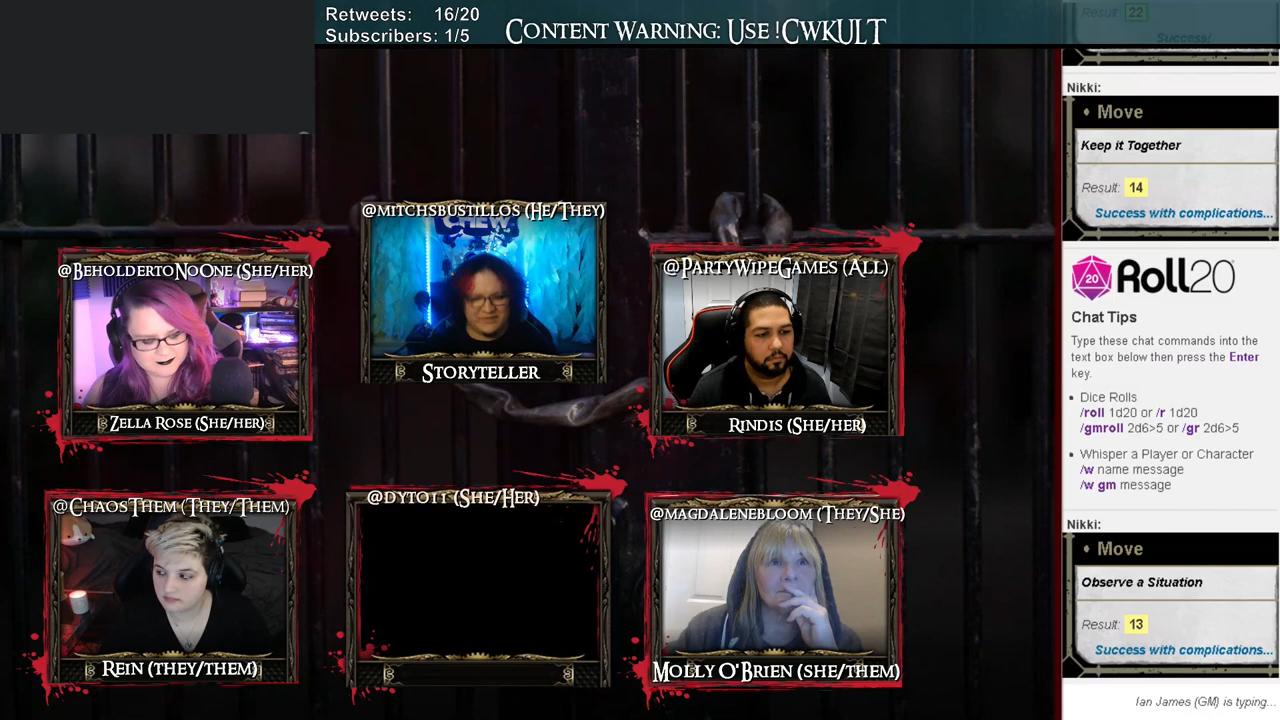 Retweets: 16/20
Subscribers: 1/5
Content Warning: Use !CWKULT
@mitchsbustillos (He/They)
CHEW
Storyteller
@BeholdertoNoOne (She/her)
Zella Rose (She/her)
@PartyWipeGames (All)
Rindis (She/her)
@ChaosThem (They/Them)
Rein (they/them)
@dyto11 (She/Her)
@magdalenebloom (They/She)
Molly O'Brien (she/them)
Result: 22
Success!
Nikki:
• Move
Keep it Together
Result: 14
Success with complications...
20 Roll20
Chat Tips
Type these chat commands into the
text box below then press the Enter
key.
• Dice Rolls
/roll 1d20 or /r 1d20
/gmroll 2d6>5 or /gr 2d6>5
• Whisper a Player or Character
/w name message
/w gm message
Nikki:
• Move
Observe a Situation
Result: 13
Success with complications...
Ian James (GM) is typing...